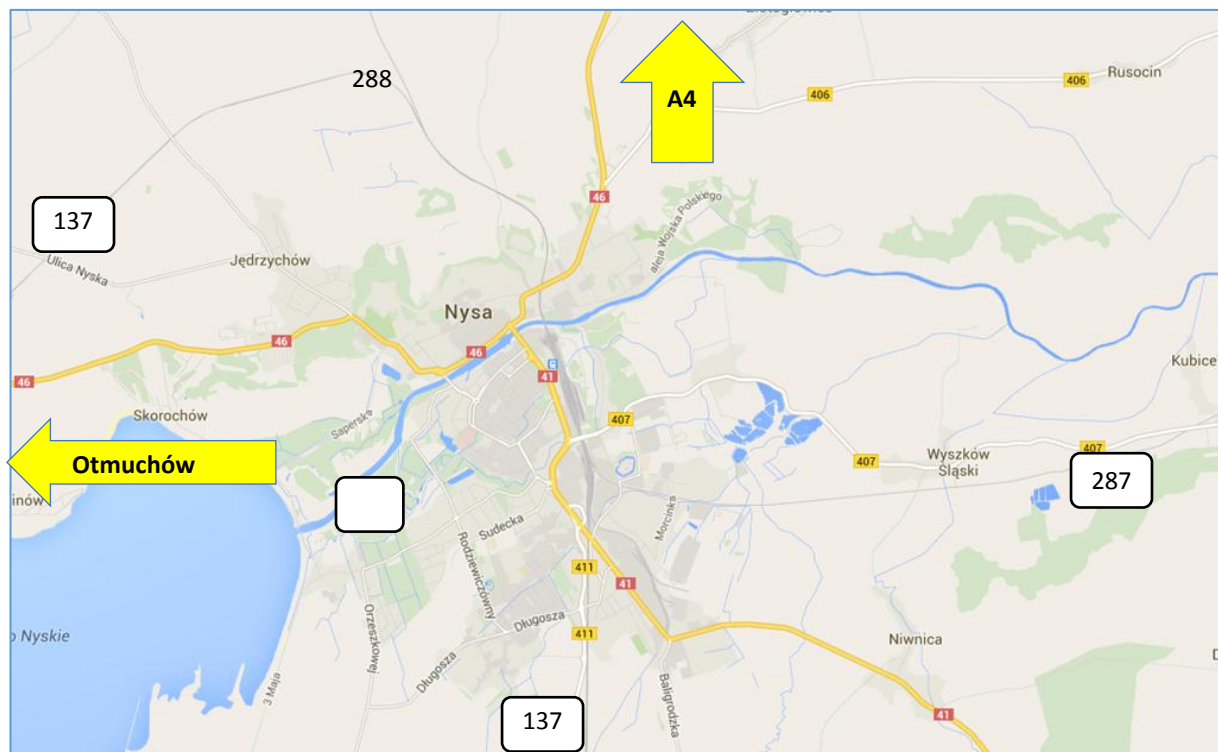 288
A4
406
Rusocin
406
406
137
46
aleja Wojska Polskiego
Ulica Nyska
Jędrzychów
Nysa
46
46
46
Kubice
41
Skorochów
Saperska
407
407
Wyszków
Śląski
407
Otmuchów
287
inów
Sudecka
Morcinka
Rodziewiczówny
411
41
o Nyskie
Orzeszkowej
Długosza
411
Niwnica
Długosza
3 Maja
Baligrodzka
137
41